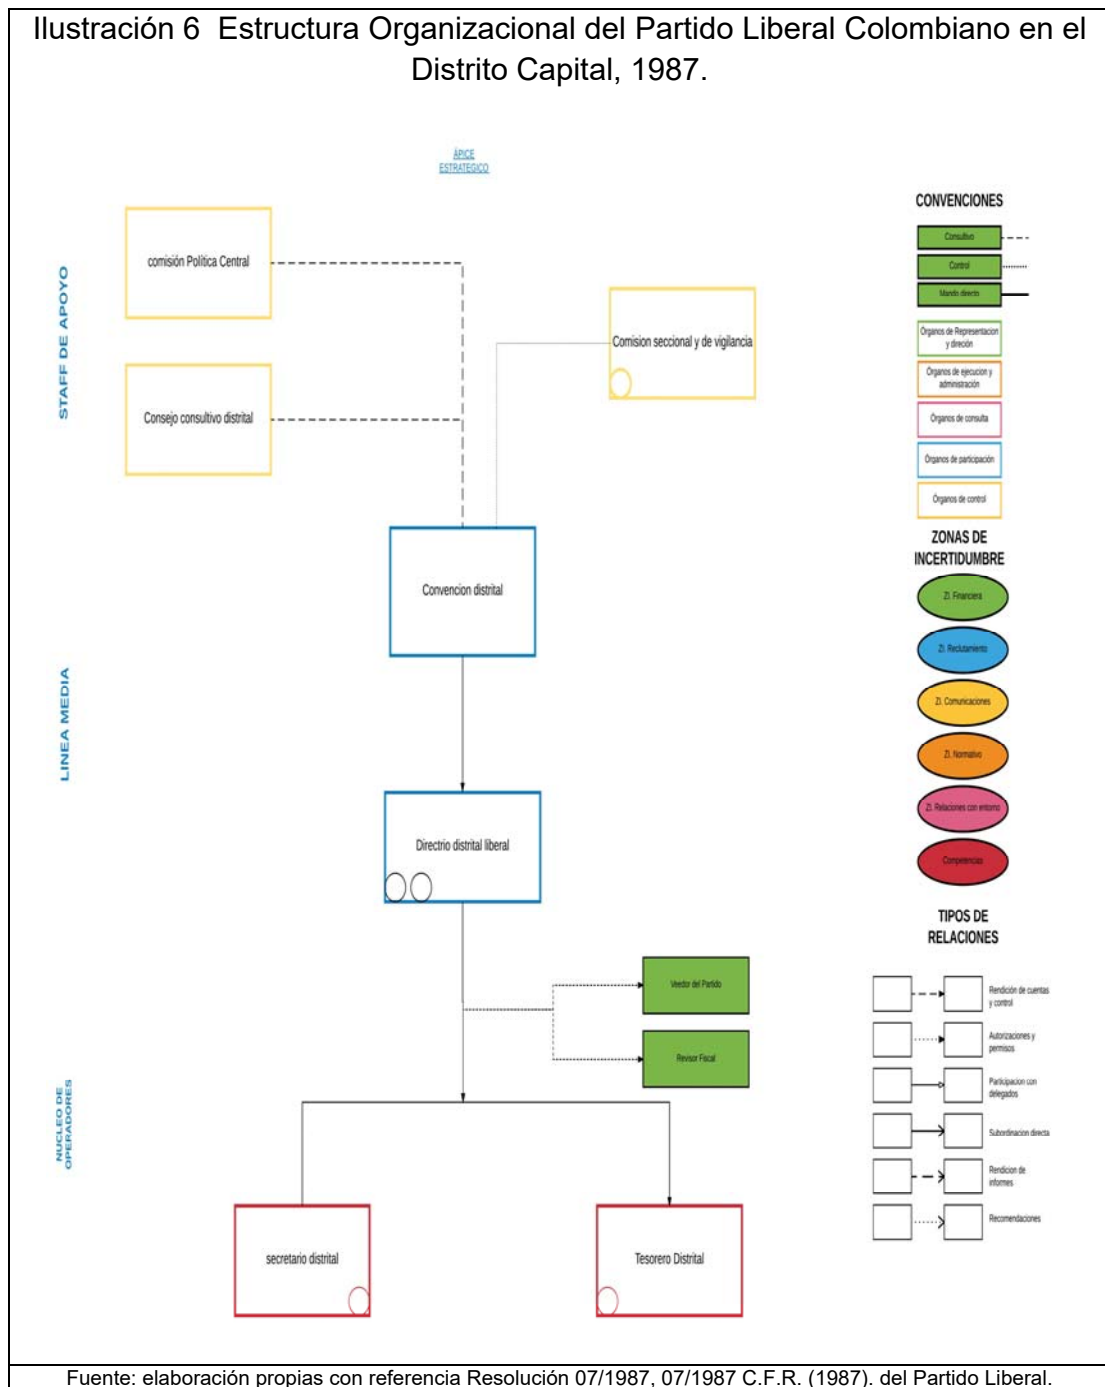 Ilustración 6  Estructura Organizacional del Partido Liberal Colombiano en el
Distrito Capital, 1987.
ÁPICE
ESTRATEGICO
STAFF DE APOYO
comisión Política Central
Comision seccional y de vigilancia
Consejo consultivo distrital
Convencion distrital
LINEA MEDIA
Directrio distrital liberal
Veedor del Partido
Revisor Fiscal
NUCLEO DE
OPERADORES
secretario distrital
Tesorero Distrital
CONVENCIONES
Consultivo
Control
Mando directo
Órganos de Representacion
y direción
Órganos de ejecucion y
administración
Órganos de consulta
Órganos de participación
Órganos de control
ZONAS DE
INCERTIDUMBRE
ZI. Financiera
ZI. Reclutamiento
ZI. Comunicaciones
ZI. Normativo
ZI. Relaciones con entorno
Competencias
TIPOS DE
RELACIONES
Rendición de cuentas
y control
Autorizaciones y
permisos
Participacion con
delegados
Subordinacion directa
Rendicion de
informes
Recomendaciones
Fuente: elaboración propias con referencia Resolución 07/1987, 07/1987 C.F.R. (1987). del Partido Liberal.